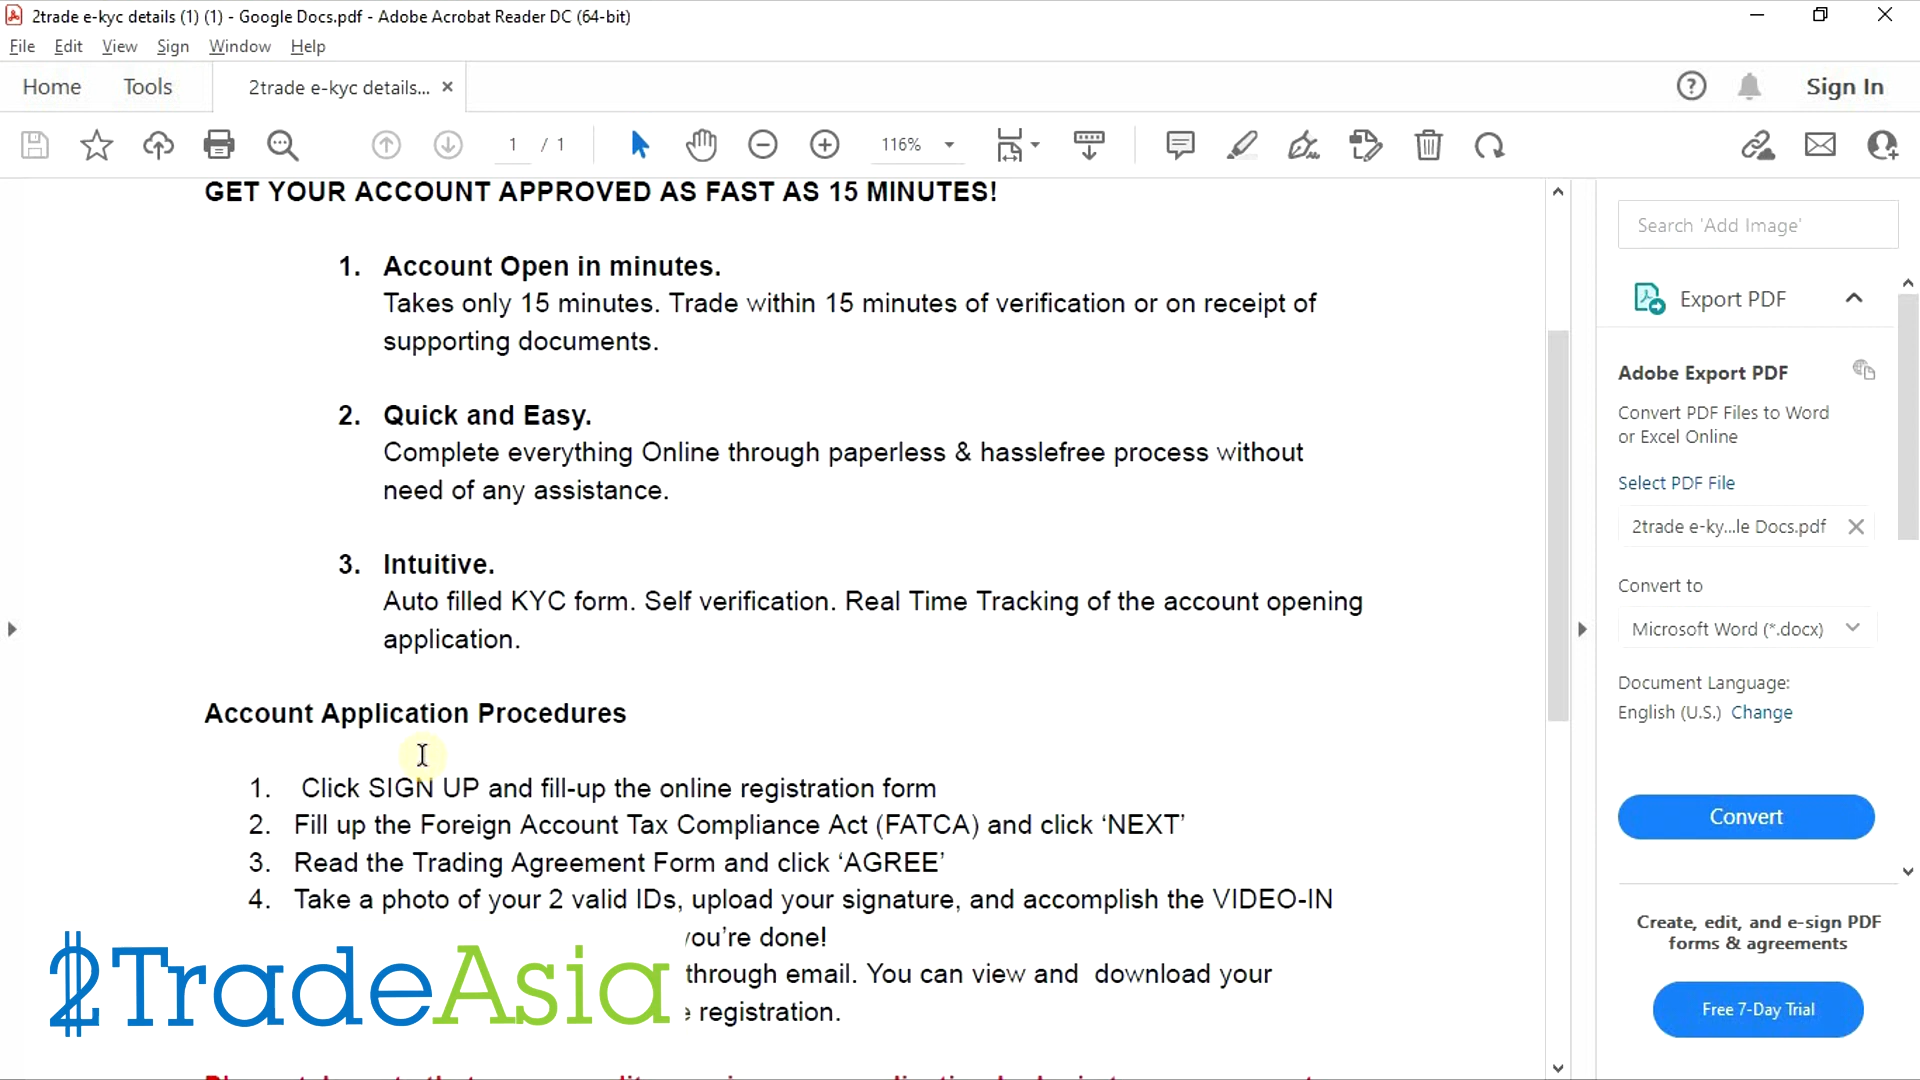 2trade e-kyc details (1) (1) - Google Docs.pdf - Adobe Acrobat Reader DC (64-bit)
File Edit View Sign Window Help
Home Tools 2trade e-kyc details... × Sign In
1 / 1 116%
GET YOUR ACCOUNT APPROVED AS FAST AS 15 MINUTES!
1. Account Open in minutes.
Takes only 15 minutes. Trade within 15 minutes of verification or on receipt of
supporting documents.
2. Quick and Easy.
Complete everything Online through paperless & hasslefree process without
need of any assistance.
3. Intuitive.
Auto filled KYC form. Self verification. Real Time Tracking of the account opening
application.
Account Application Procedures
1. Click SIGN UP and fill-up the online registration form
2. Fill up the Foreign Account Tax Compliance Act (FATCA) and click ‘NEXT’
3. Read the Trading Agreement Form and click ‘AGREE’
4. Take a photo of your 2 valid IDs, upload your signature, and accomplish the VIDEO-IN
you’re done!
through email. You can view and download your
registration.
2TradeAsia
Search 'Add Image'
Export PDF
Adobe Export PDF
Convert PDF Files to Word
or Excel Online
Select PDF File
2trade e-ky...le Docs.pdf
Convert to
Microsoft Word (*.docx)
Document Language:
English (U.S.) Change
Convert
Create, edit, and e-sign PDF
forms & agreements
Free 7-Day Trial